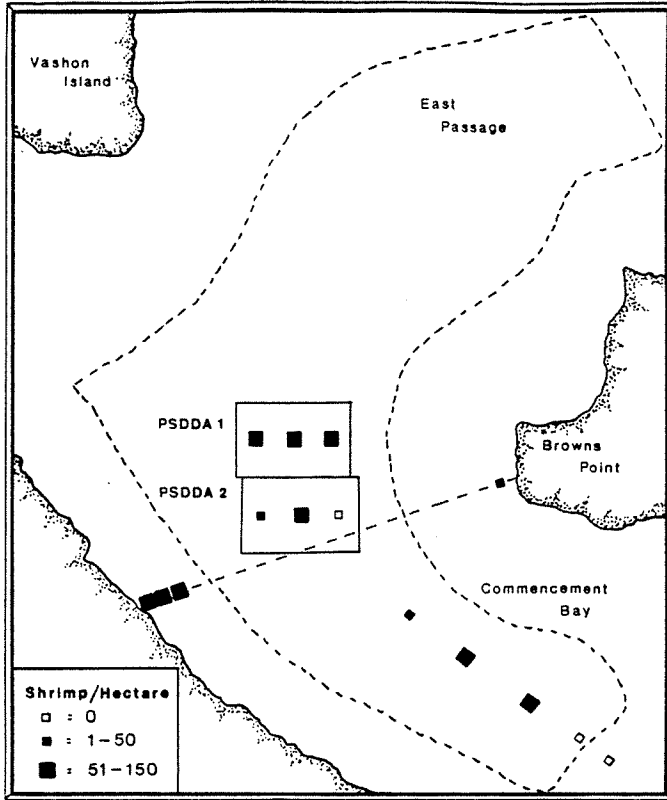 Vashon
Island
East
Passage
PSDDA 1
PSDDA 2
Browns
Point
Commencement
Bay
Shrimp/Hectare
= 0
= 1-50
= 51-150